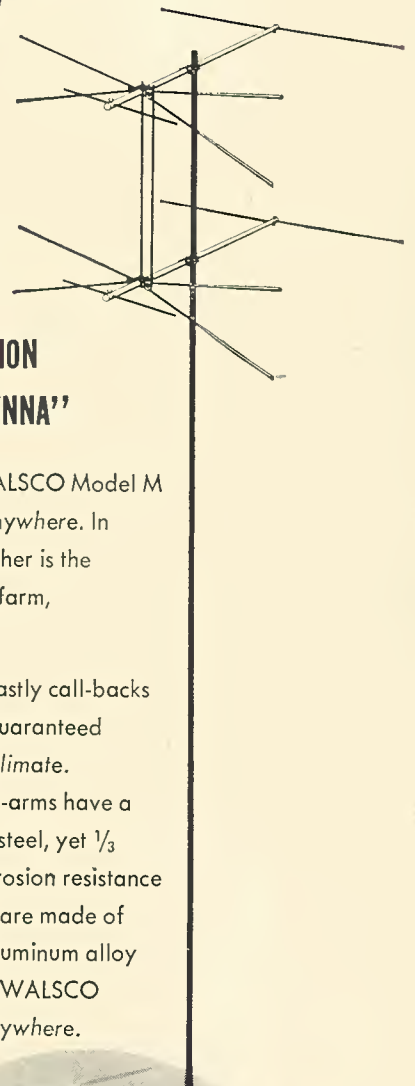 ION
NNA”
ALSCO Model M
ywhere. In
her is the
farm,
astly call-backs
uaranteed
limate.
-arms have a
steel, yet ⅓
rosion resistance
are made of
uminum alloy
WALSCO
ywhere.